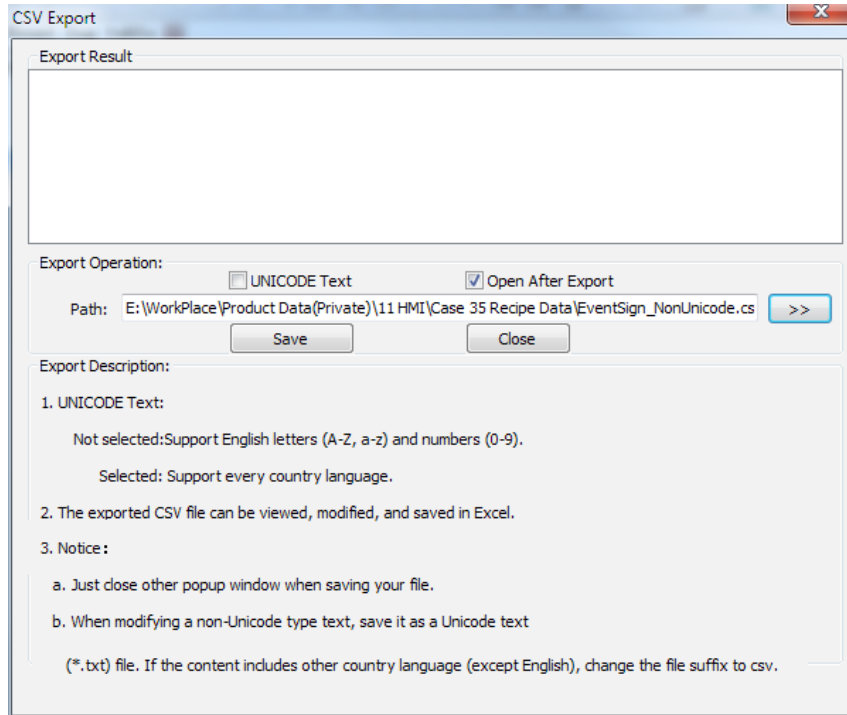 CSV Export
Export Result
Export Operation:
UNICODE Text
Open After Export
Path: E:\WorkPlace\Product Data(Private)\11 HMI\Case 35 Recipe Data\EventSign_NonUnicode.cs >>
Save
Close
Export Description:
1. UNICODE Text:
Not selected:Support English letters (A-Z, a-z) and numbers (0-9).
Selected: Support every country language.
2. The exported CSV file can be viewed, modified, and saved in Excel.
3. Notice：
a. Just close other popup window when saving your file.
b. When modifying a non-Unicode type text, save it as a Unicode text
(*.txt) file. If the content includes other country language (except English), change the file suffix to csv.